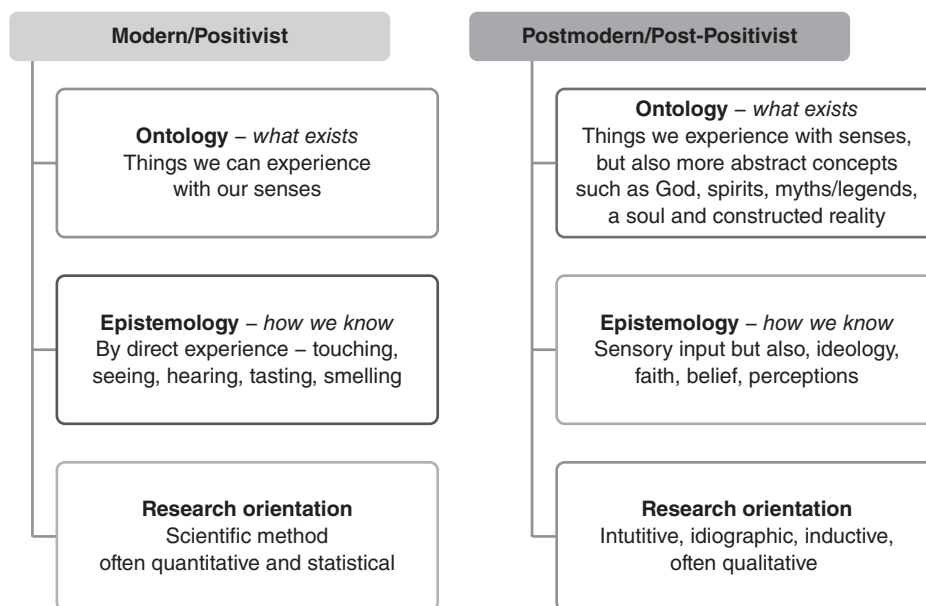 Modern/Positivist
Ontology – what exists
Things we can experience
with our senses
Epistemology – how we know
By direct experience – touching,
seeing, hearing, tasting, smelling
Research orientation
Scientific method
often quantitative and statistical
Postmodern/Post-Positivist
Ontology – what exists
Things we experience with senses,
but also more abstract concepts
such as God, spirits, myths/legends,
a soul and constructed reality
Epistemology – how we know
Sensory input but also, ideology,
faith, belief, perceptions
Research orientation
Intutitive, idiographic, inductive,
often qualitative